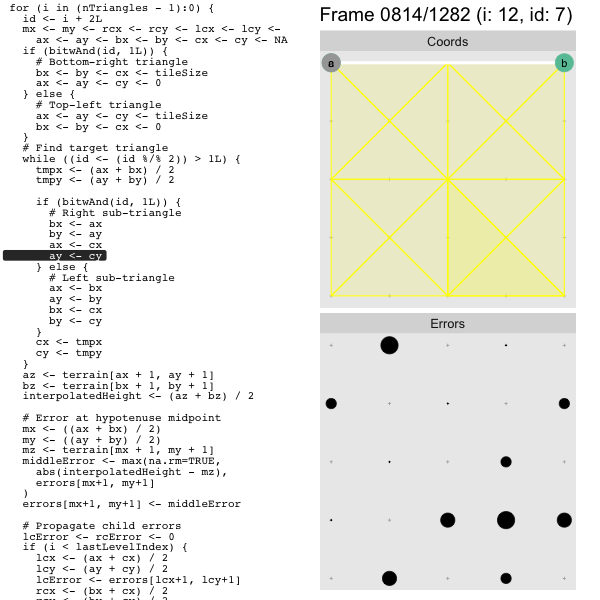 for (i in (nTriangles - 1):0) {
id <- i + 2L
mx <- my <- rcx <- rcy <- lcx <- lcy <-
ax <- ay <- bx <- by <- cx <- cy <- NA
if (bitwAnd(id, 1L)) {
# Bottom-right triangle
bx <- by <- cx <- tileSize
ax <- ay <- cy <- 0
} else {
# Top-left triangle
ax <- ay <- cy <- tileSize
bx <- by <- cx <- 0
}
# Find target triangle
while ((id <- (id %/% 2)) > 1L) {
tmpx <- (ax + bx) / 2
tmpy <- (ay + by) / 2
if (bitwAnd(id, 1L)) {
# Right sub-triangle
bx <- ax
by <- ay
ax <- cx
ay <- cy
} else {
# Left sub-triangle
ax <- bx
ay <- by
bx <- cx
by <- cy
}
cx <- tmpx
cy <- tmpy
}
az <- terrain[ax + 1, ay + 1]
bz <- terrain[bx + 1, by + 1]
interpolatedHeight <- (az + bz) / 2
# Error at hypotenuse midpoint
mx <- ((ax + bx) / 2)
my <- ((ay + by) / 2)
mz <- terrain[mx + 1, my + 1]
middleError <- max(na.rm=TRUE,
abs(interpolatedHeight - mz),
errors[mx+1, my+1]
)
errors[mx+1, my+1] <- middleError
# Propagate child errors
lcError <- rcError <- 0
if (i < lastLevelIndex) {
lcx <- (ax + cx) / 2
lcy <- (ay + cy) / 2
lcError <- errors[lcx+1, lcy+1]
rcx <- (bx + cx) / 2
Frame 0814/1282 (i: 12, id: 7)
Coords
a
b
Errors